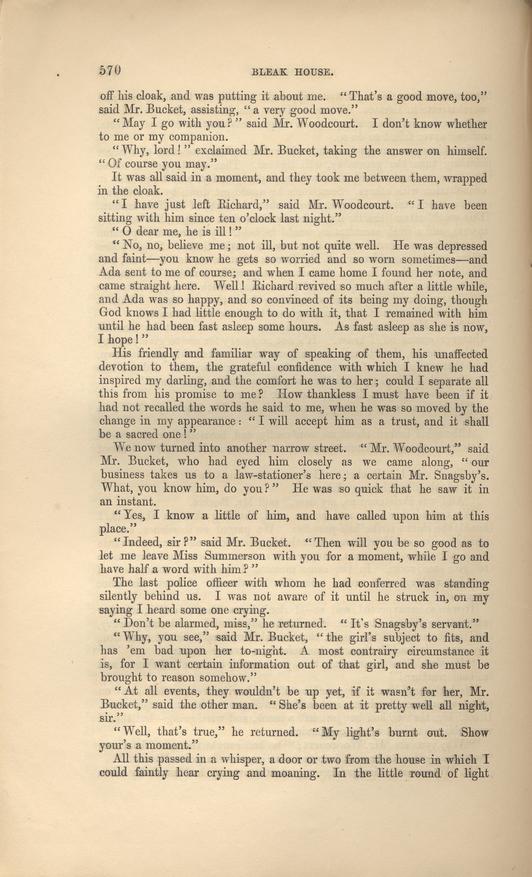 570 BLEAK HOUSE.
off his cloak, and was putting it about me. “That's a good move, too,”
said Mr. Bucket, assisting, “a very good move.”
“May I go with you?” said Mr. Woodcourt. I don't know whether
to me or my companion.
“Why, lord!” exclaimed Mr. Bucket, taking the answer on himself.
“Of course you may.”
It was all said in a moment, and they took me between them, wrapped
in the cloak.
“I have just left Richard,” said Mr. Woodcourt. “I have been
sitting with him since ten o'clock last night.”
“O dear me, he is ill!”
“No, no, believe me; not ill, but not quite well. He was depressed
and faint—you know he gets so worried and so worn sometimes—and
Ada sent to me of course; and when I came home I found her note, and
came straight here. Well! Richard revived so much after a little while,
and Ada was so happy, and so convinced of its being my doing, though
God knows I had little enough to do with it, that I remained with him
until he had been fast asleep some hours. As fast asleep as she is now,
I hope!”
His friendly and familiar way of speaking of them, his unaffected
devotion to them, the grateful confidence with which I knew he had
inspired my darling, and the comfort he was to her; could I separate all
this from his promise to me? How thankless I must have been if it
had not recalled the words he said to me, when he was so moved by the
change in my appearance: “I will accept him as a trust, and it shall
be a sacred one!”
We now turned into another narrow street. “Mr. Woodcourt,” said
Mr. Bucket, who had eyed him closely as we came along, “our
business takes us to a law-stationer's here; a certain Mr. Snagsby's.
What, you know him, do you?” He was so quick that he saw it in
an instant.
“Yes, I know a little of him, and have called upon him at this
place.”
“Indeed, sir?” said Mr. Bucket. “Then will you be so good as to
let me leave Miss Summerson with you for a moment, while I go and
have half a word with him?”
The last police officer with whom he had conferred was standing
silently behind us. I was not aware of it until he struck in, on my
saying I heard some one crying.
“Don't be alarmed, miss,” he returned. “It's Snagsby's servant.”
“Why, you see,” said Mr. Bucket, “the girl's subject to fits, and
has 'em bad upon her to-night. A most contrairy circumstance it
is, for I want certain information out of that girl, and she must be
brought to reason somehow.”
“At all events, they wouldn't be up yet, if it wasn't for her, Mr.
Bucket,” said the other man. “She's been at it pretty well all night,
sir.”
“Well, that's true,” he returned. “My light's burnt out. Show
your's a moment.”
All this passed in a whisper, a door or two from the house in which I
could faintly hear crying and moaning. In the little round of light